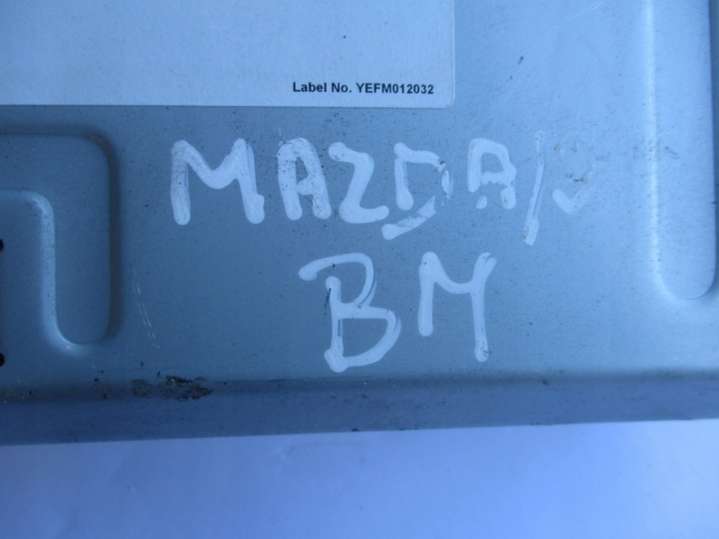 Label No. YEFM012032
MAZDA/3
BM